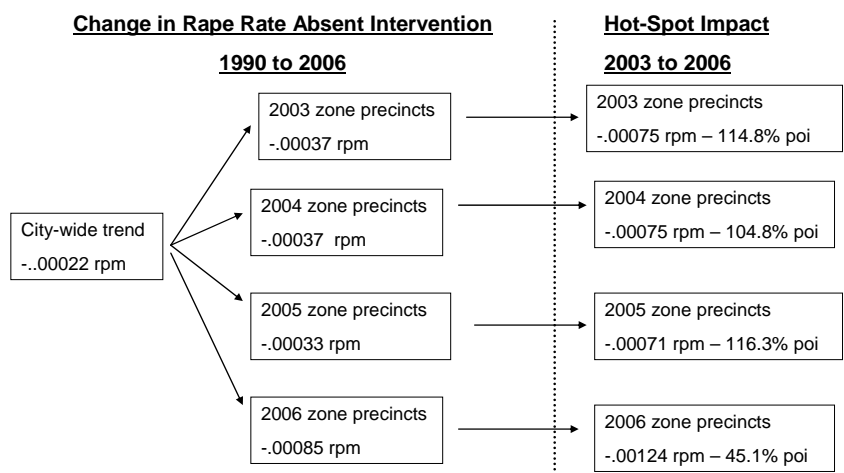 Change in Rape Rate Absent Intervention
1990 to 2006
Hot-Spot Impact
2003 to 2006
City-wide trend
-..00022 rpm
2003 zone precincts
-.00037 rpm
2004 zone precincts
-.00037 rpm
2005 zone precincts
-.00033 rpm
2006 zone precincts
-.00085 rpm
2003 zone precincts
-.00075 rpm – 114.8% poi
2004 zone precincts
-.00075 rpm – 104.8% poi
2005 zone precincts
-.00071 rpm – 116.3% poi
2006 zone precincts
-.00124 rpm – 45.1% poi